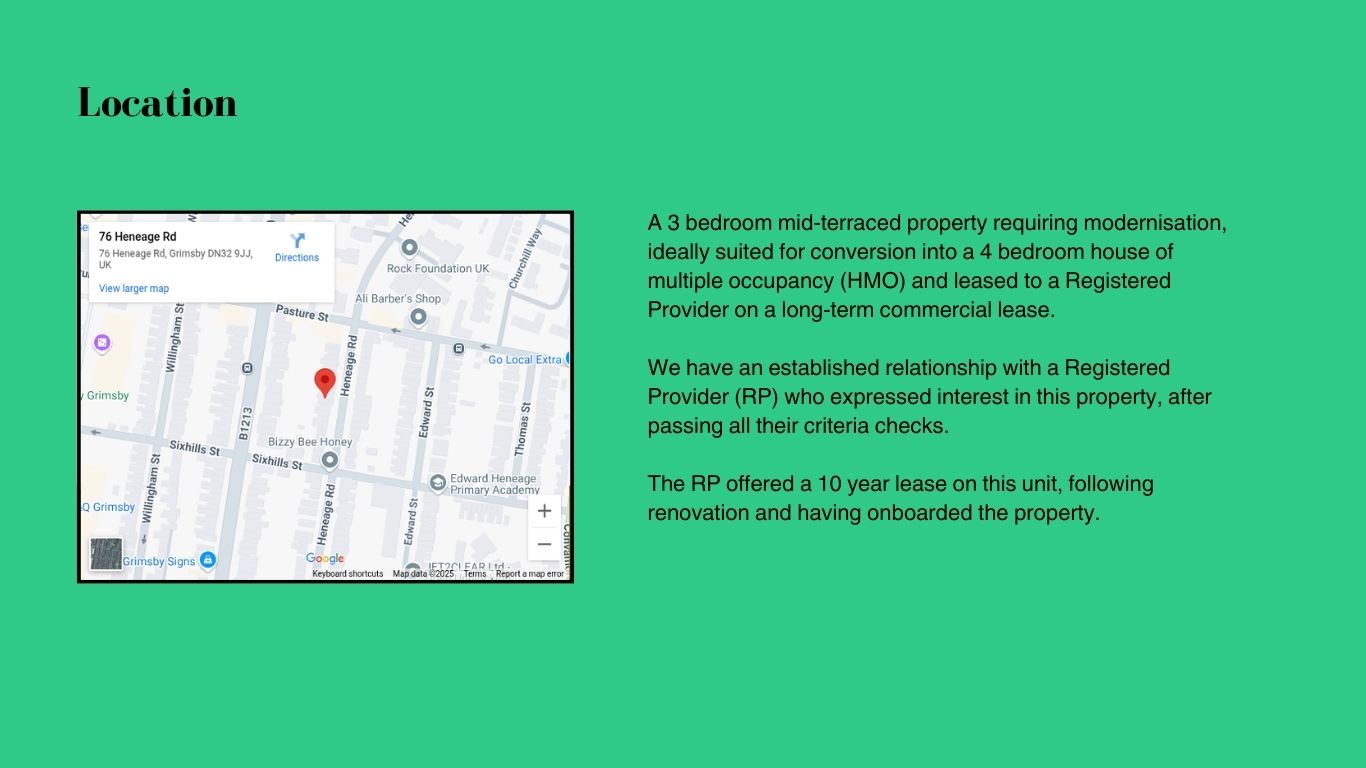 Location
76 Heneage Rd
76 Heneage Rd, Grimsby DN32 9JJ,
UK
Directions
View larger map
Rock Foundation UK
Churchill Way
Ali Barber's Shop
Pasture St
Willingham St
Heneage Rd
Go Local Extra
Grimsby
B1213
Edward St
Thomas St
Bizzy Bee Honey
Sixhills St
Sixhills St
Edward Heneage
Primary Academy
Willingham St
Q Grimsby
Heneage Rd
Edward St
Grimsby Signs
Google
JET2CLEAR Ltd
Keyboard shortcuts
Map data ©2025
Terms
Report a map error
A 3 bedroom mid-terraced property requiring modernisation,
ideally suited for conversion into a 4 bedroom house of
multiple occupancy (HMO) and leased to a Registered
Provider on a long-term commercial lease.
We have an established relationship with a Registered
Provider (RP) who expressed interest in this property, after
passing all their criteria checks.
The RP offered a 10 year lease on this unit, following
renovation and having onboarded the property.